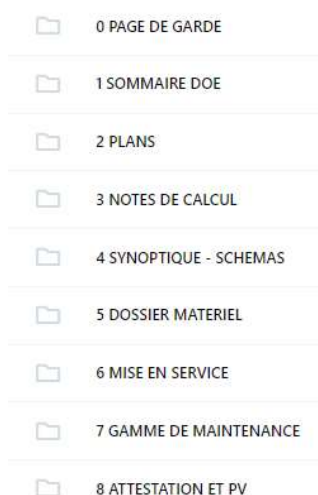 0 PAGE DE GARDE
1 SOMMAIRE DOE
2 PLANS
3 NOTES DE CALCUL
4 SYNOPTIQUE - SCHEMAS
5 DOSSIER MATERIEL
6 MISE EN SERVICE
7 GAMME DE MAINTENANCE
8 ATTESTATION ET PV